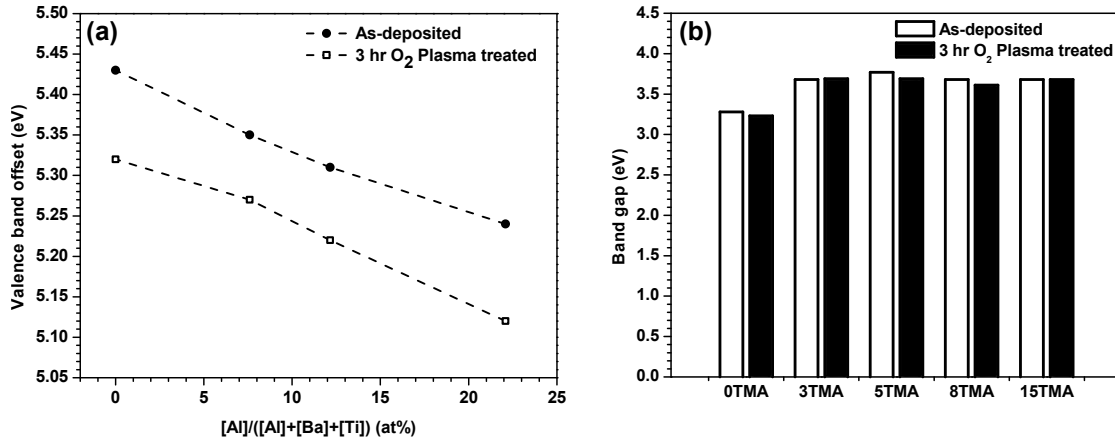 (a)
As-deposited
3 hr O2 Plasma treated
5.45
5.40
5.35
5.30
5.25
5.20
5.15
5.10
5.05
Valence band offset (eV)
0 5 10 15 20 25
[Al]/([Al]+[Ba]+[Ti]) (at%)
(b)
As-deposited
3 hr O2 Plasma treated
4.5
4.0
3.5
3.0
2.5
2.0
1.5
1.0
0.5
0.0
Band gap (eV)
0TMA 3TMA 5TMA 8TMA 15TMA